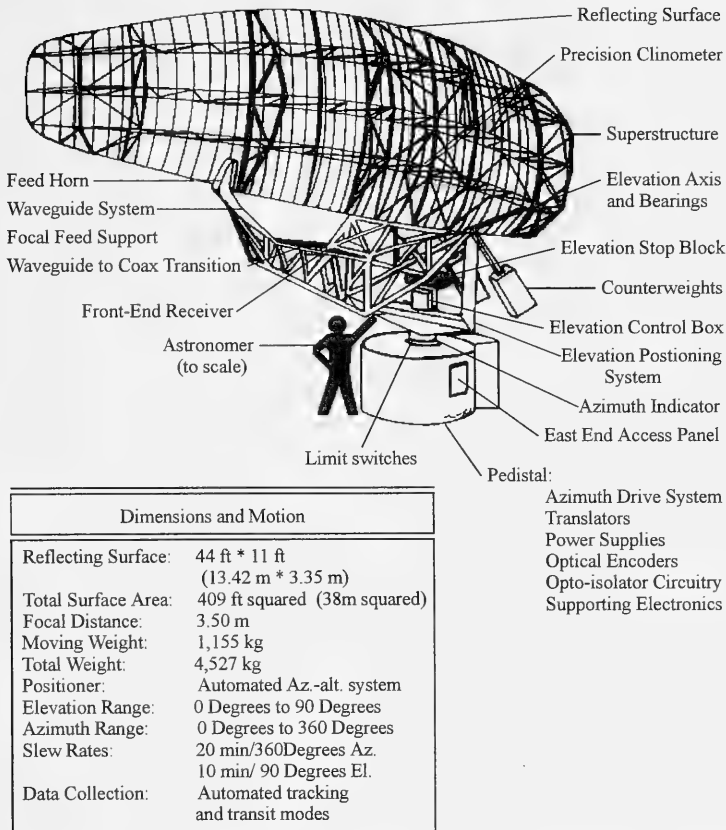 Reflecting Surface
Precision Clinometer
Superstructure
Feed Horn
Elevation Axis
and Bearings
Waveguide System
Focal Feed Support
Elevation Stop Block
Waveguide to Coax Transition
Counterweights
Front-End Receiver
Elevation Control Box
Astronomer
(to scale)
Elevation Postioning
System
Azimuth Indicator
East End Access Panel
Limit switches
Pedistal:
Azimuth Drive System
Translators
Power Supplies
Optical Encoders
Opto-isolator Circuitry
Supporting Electronics
Dimensions and Motion
Reflecting Surface: 44 ft * 11 ft
(13.42 m * 3.35 m)
Total Surface Area: 409 ft squared (38m squared)
Focal Distance: 3.50 m
Moving Weight: 1,155 kg
Total Weight: 4,527 kg
Positioner: Automated Az.-alt. system
Elevation Range: 0 Degrees to 90 Degrees
Azimuth Range: 0 Degrees to 360 Degrees
Slew Rates: 20 min/360Degrees Az.
10 min/ 90 Degrees El.
Data Collection: Automated tracking
and transit modes